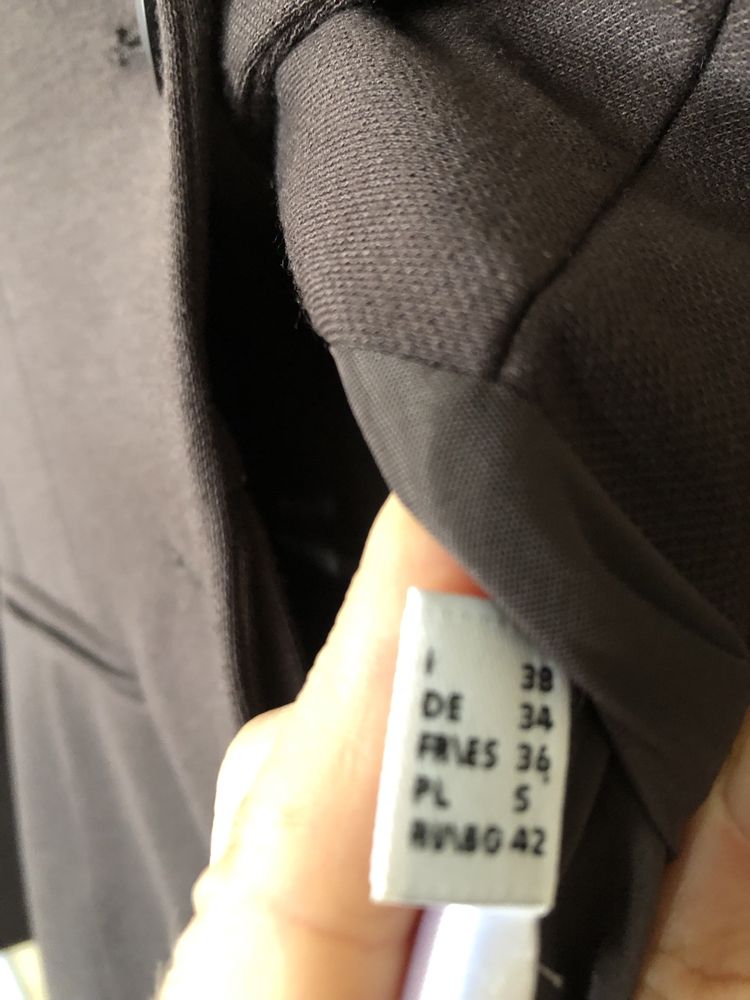 I 38
DE 34
FR\ES 36
PL S
RU\BG 42